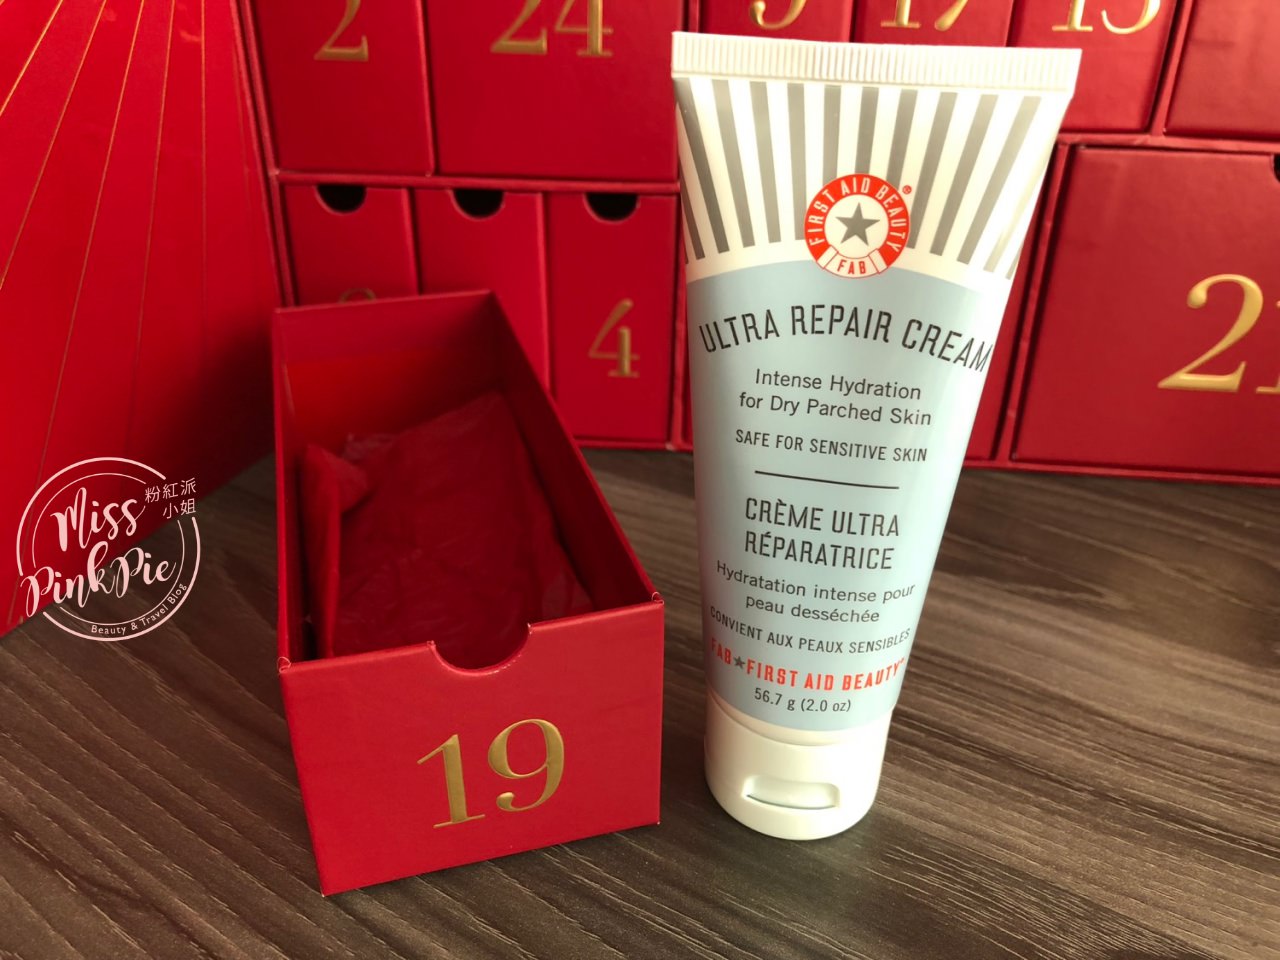 2
24
17
15
4
21
19
FIRST AID BEAUTY
®
FAB
ULTRA REPAIR CREAM
Intense Hydration
for Dry Parched Skin
SAFE FOR SENSITIVE SKIN
CRÈME ULTRA
RÉPARATRICE
Hydratation intense pour
peau desséchée
CONVIENT AUX PEAUX SENSIBLES
FAB★FIRST AID BEAUTY®
56.7 g (2.0 oz)
Miss 粉紅派
小姐
PinkPie
Beauty & Travel Blog